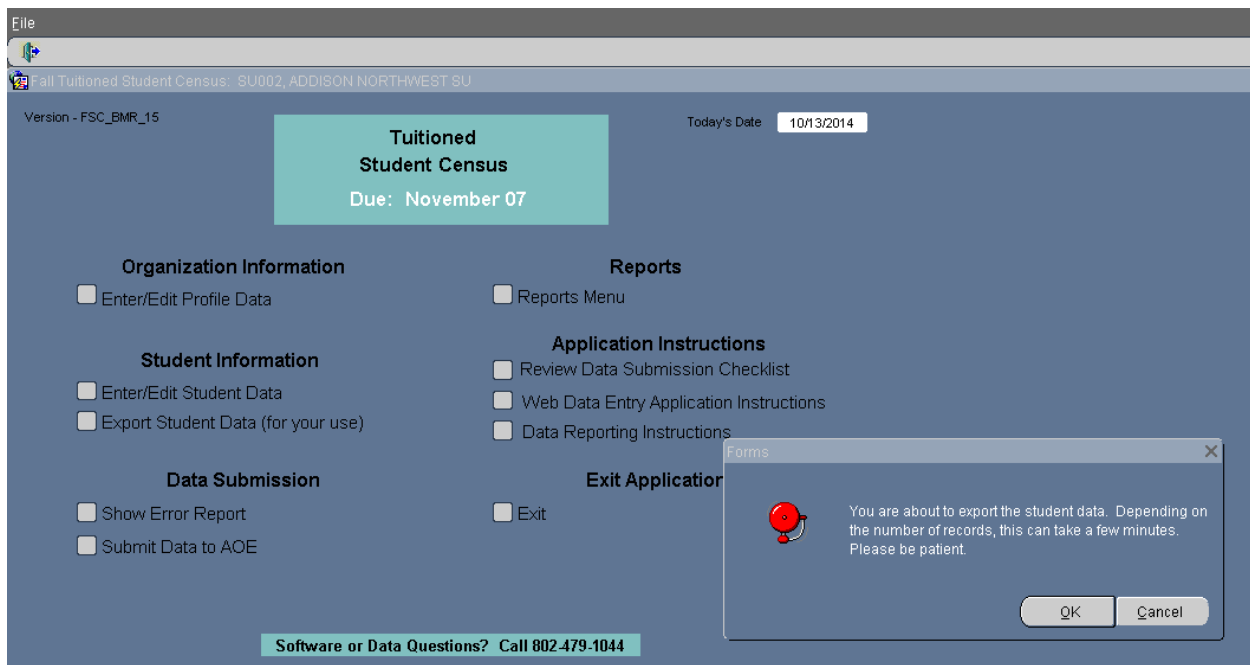 File
Fall Tuitioned Student Census: SU002, ADDISON NORTHWEST SU
Version - FSC_BMR_15
Tuitioned
Student Census
Due: November 07
Today's Date 10/13/2014
Organization Information
Enter/Edit Profile Data
Student Information
Enter/Edit Student Data
Export Student Data (for your use)
Data Submission
Show Error Report
Submit Data to AOE
Reports
Reports Menu
Application Instructions
Review Data Submission Checklist
Web Data Entry Application Instructions
Data Reporting Instructions
Exit Application
Exit
Forms
You are about to export the student data. Depending on
the number of records, this can take a few minutes.
Please be patient.
OK Cancel
Software or Data Questions? Call 802-479-1044